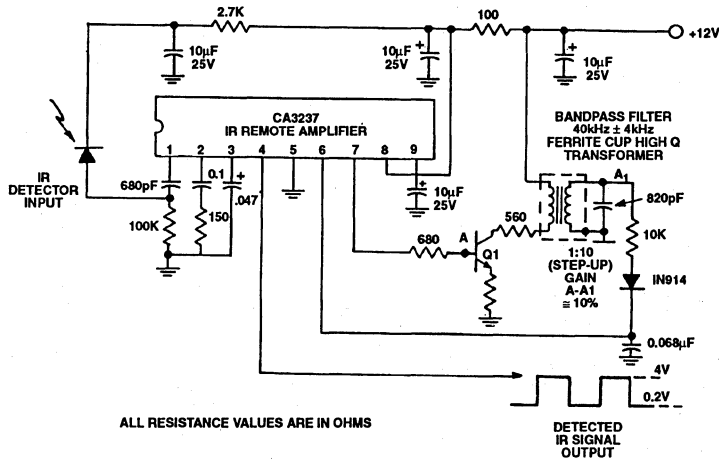 2.7K
100
+12V
10µF
25V
+
10µF
25V
+
10µF
25V
CA3237
IR REMOTE AMPLIFIER
1 2 3 4 5 6 7 8 9
BANDPASS FILTER
40kHz ± 4kHz
FERRITE CUP HIGH Q
TRANSFORMER
IR
DETECTOR
INPUT
680pF
0.1
+
.047
+
10µF
25V
A1
820pF
100K
150
560
10K
680
A
Q1
1:10
(STEP-UP)
GAIN
A-A1
≅ 10%
IN914
0.068µF
4V
0.2V
ALL RESISTANCE VALUES ARE IN OHMS
DETECTED
IR SIGNAL
OUTPUT